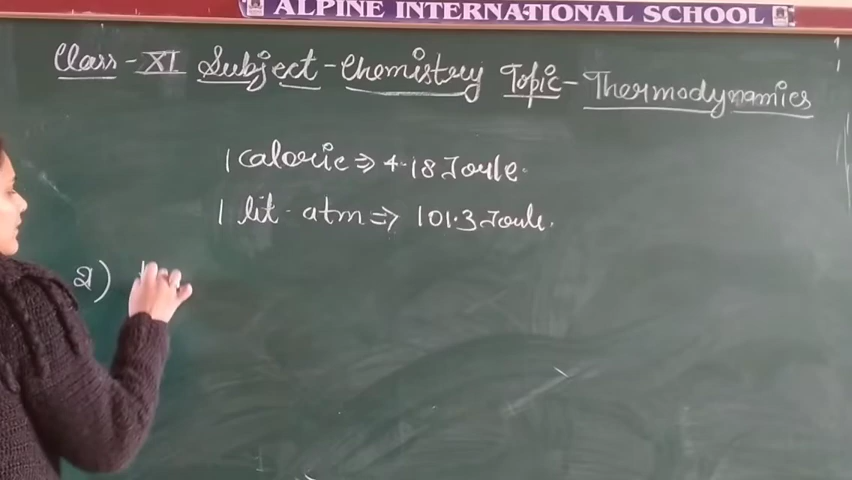 ALPINE INTERNATIONAL SCHOOL
Class - XI Subject - Chemistry Topic - Thermodynamics
1 calorie ⇒ 4.18 Joule.
1 lit. atm ⇒ 101.3 Joule.
2)